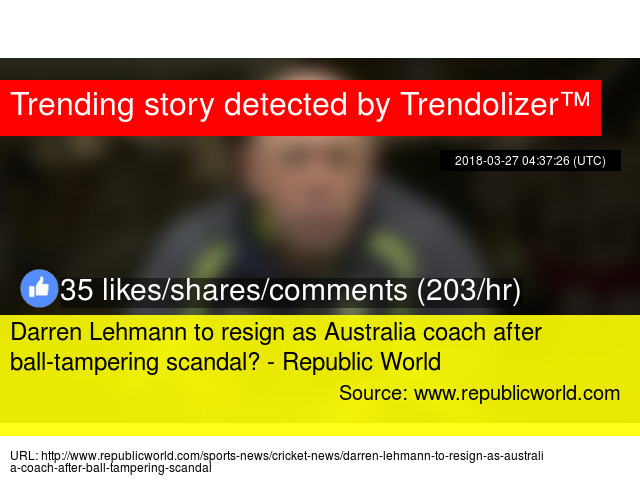 Trending story detected by Trendolizer™
2018-03-27 04:37:26 (UTC)
35 likes/shares/comments (203/hr)
Darren Lehmann to resign as Australia coach after
ball-tampering scandal? - Republic World
Source: www.republicworld.com
URL: http://www.republicworld.com/sports-news/cricket-news/darren-lehmann-to-resign-as-australi
a-coach-after-ball-tampering-scandal